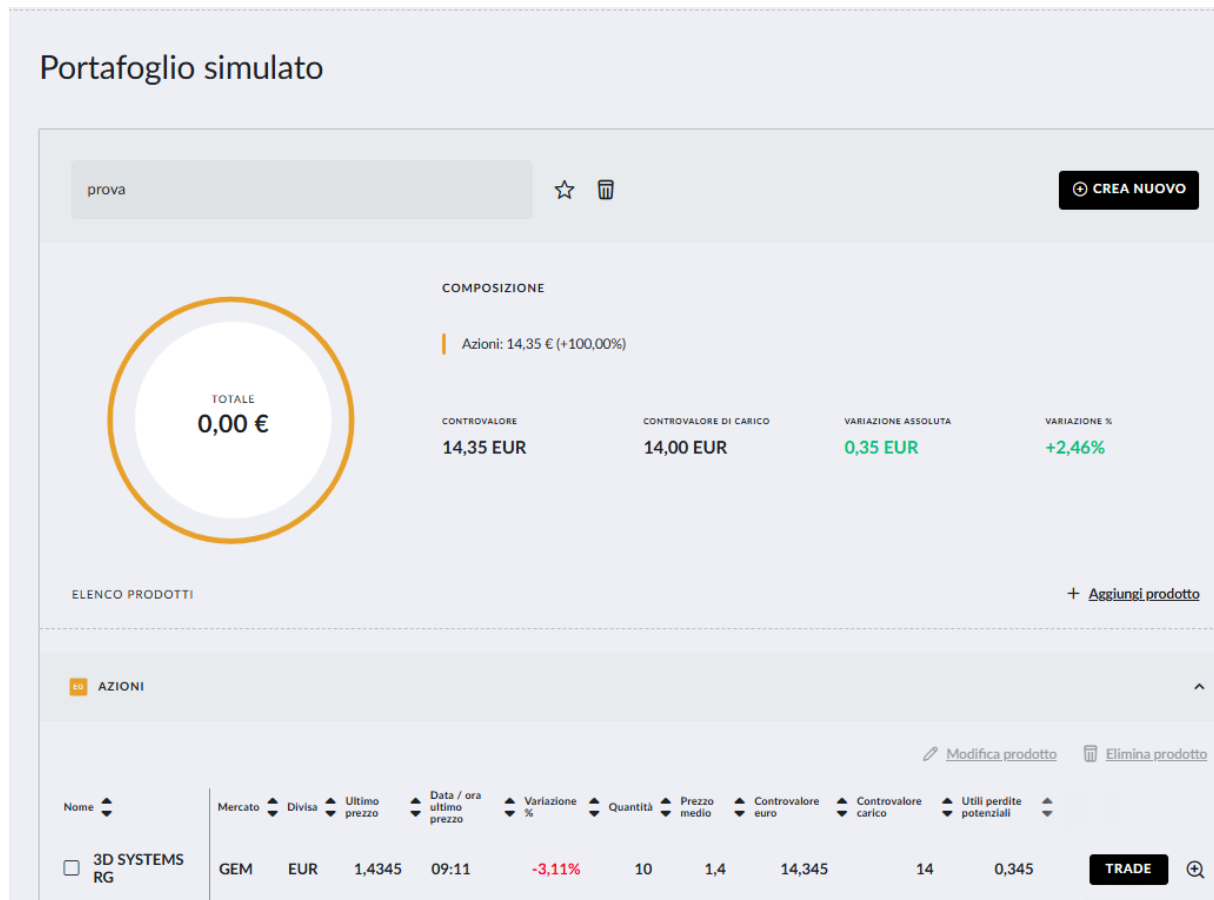 Portafoglio simulato
prova
CREA NUOVO
COMPOSIZIONE
Azioni: 14,35 € (+100,00%)
TOTALE
0,00 €
CONTROVALORE CONTROVALORE DI CARICO VARIAZIONE ASSOLUTA VARIAZIONE %
14,35 EUR 14,00 EUR 0,35 EUR +2,46%
ELENCO PRODOTTI + Aggiungi prodotto
EQ AZIONI
Modifica prodotto Elimina prodotto
Nome Mercato Divisa Ultimo prezzo Data / ora ultimo prezzo Variazione % Quantità Prezzo medio Controvalore euro Controvalore carico Utili perdite potenziali
3D SYSTEMS RG GEM EUR 1,4345 09:11 -3,11% 10 1,4 14,345 14 0,345 TRADE